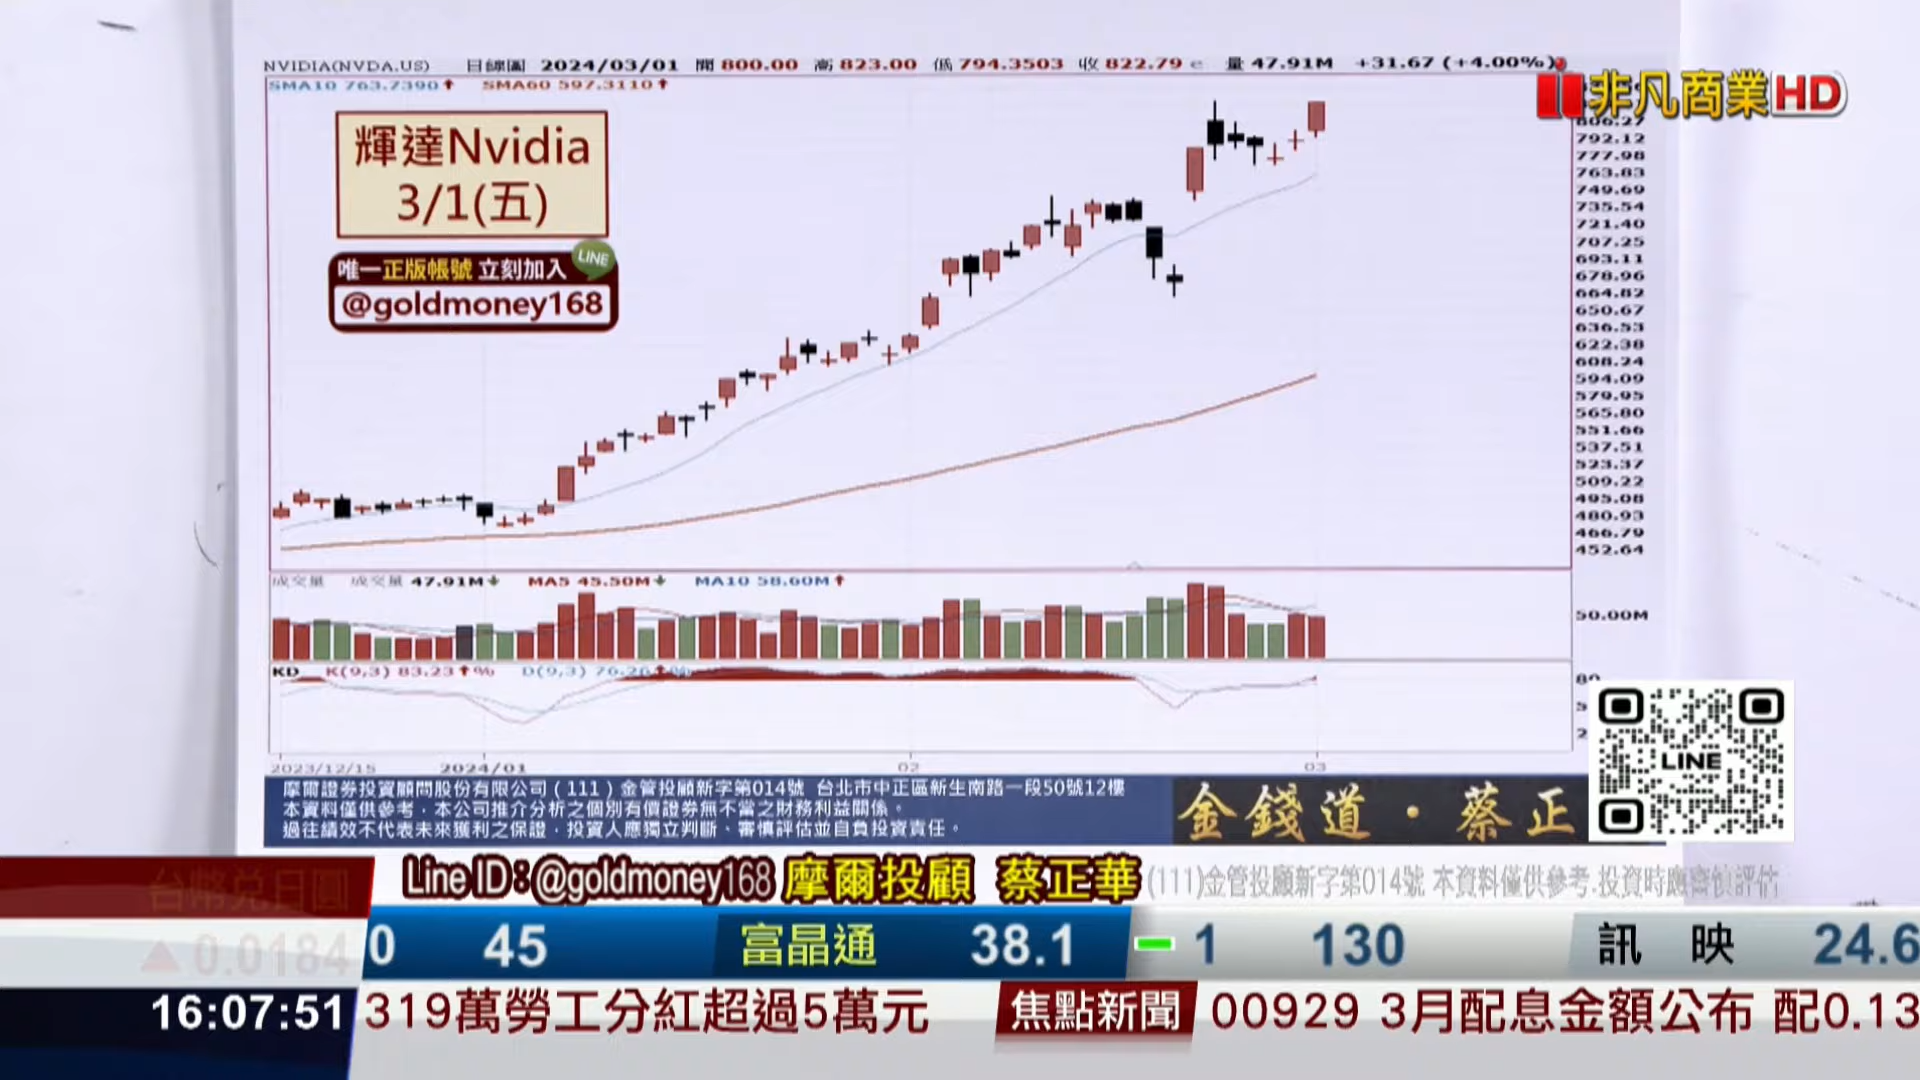 NVIDIA(NVDA.US) 日線圖 2024/03/01 開 800.00 高 823.00 低 794.3503 收 822.79 e 量 47.91M +31.67 (+4.00%)
SMA10 763.7390↑ SMA60 597.3110↑
非凡商業HD
輝達Nvidia
3/1(五)
唯一正版帳號 立刻加入
LINE
@goldmoney168
806.27
792.12
777.98
763.83
749.69
735.54
721.40
707.25
693.11
678.96
664.82
650.67
636.53
622.38
608.24
594.09
579.95
565.80
551.66
537.51
523.37
509.22
495.08
480.93
466.79
452.64
成交量 成交量 47.91M↓ MA5 45.50M↓ MA10 58.60M↑
50.00M
KD K(9,3) 83.23↑% D(9,3) 76.26↑%
80
2023/12/15 2024/01 02 03
LINE
摩爾證券投資顧問股份有限公司(111)金管投顧新字第014號 台北市中正區新生南路一段50號12樓
本資料僅供參考，本公司推介分析之個別有價證券無不當之財務利益關係。
過往績效不代表未來獲利之保證，投資人應獨立判斷、審慎評估並自負投資責任。
金錢道·蔡正
Line ID:@goldmoney168 摩爾投顧 蔡正華 (111)金管投顧新字第014號 本資料僅供參考.投資時應審慎評估
台幣兌日圓
▲0.0184
0 45 富晶通 38.1 1 130 訊映 24.6
16:07:51 319萬勞工分紅超過5萬元 焦點新聞 00929 3月配息金額公布 配0.13